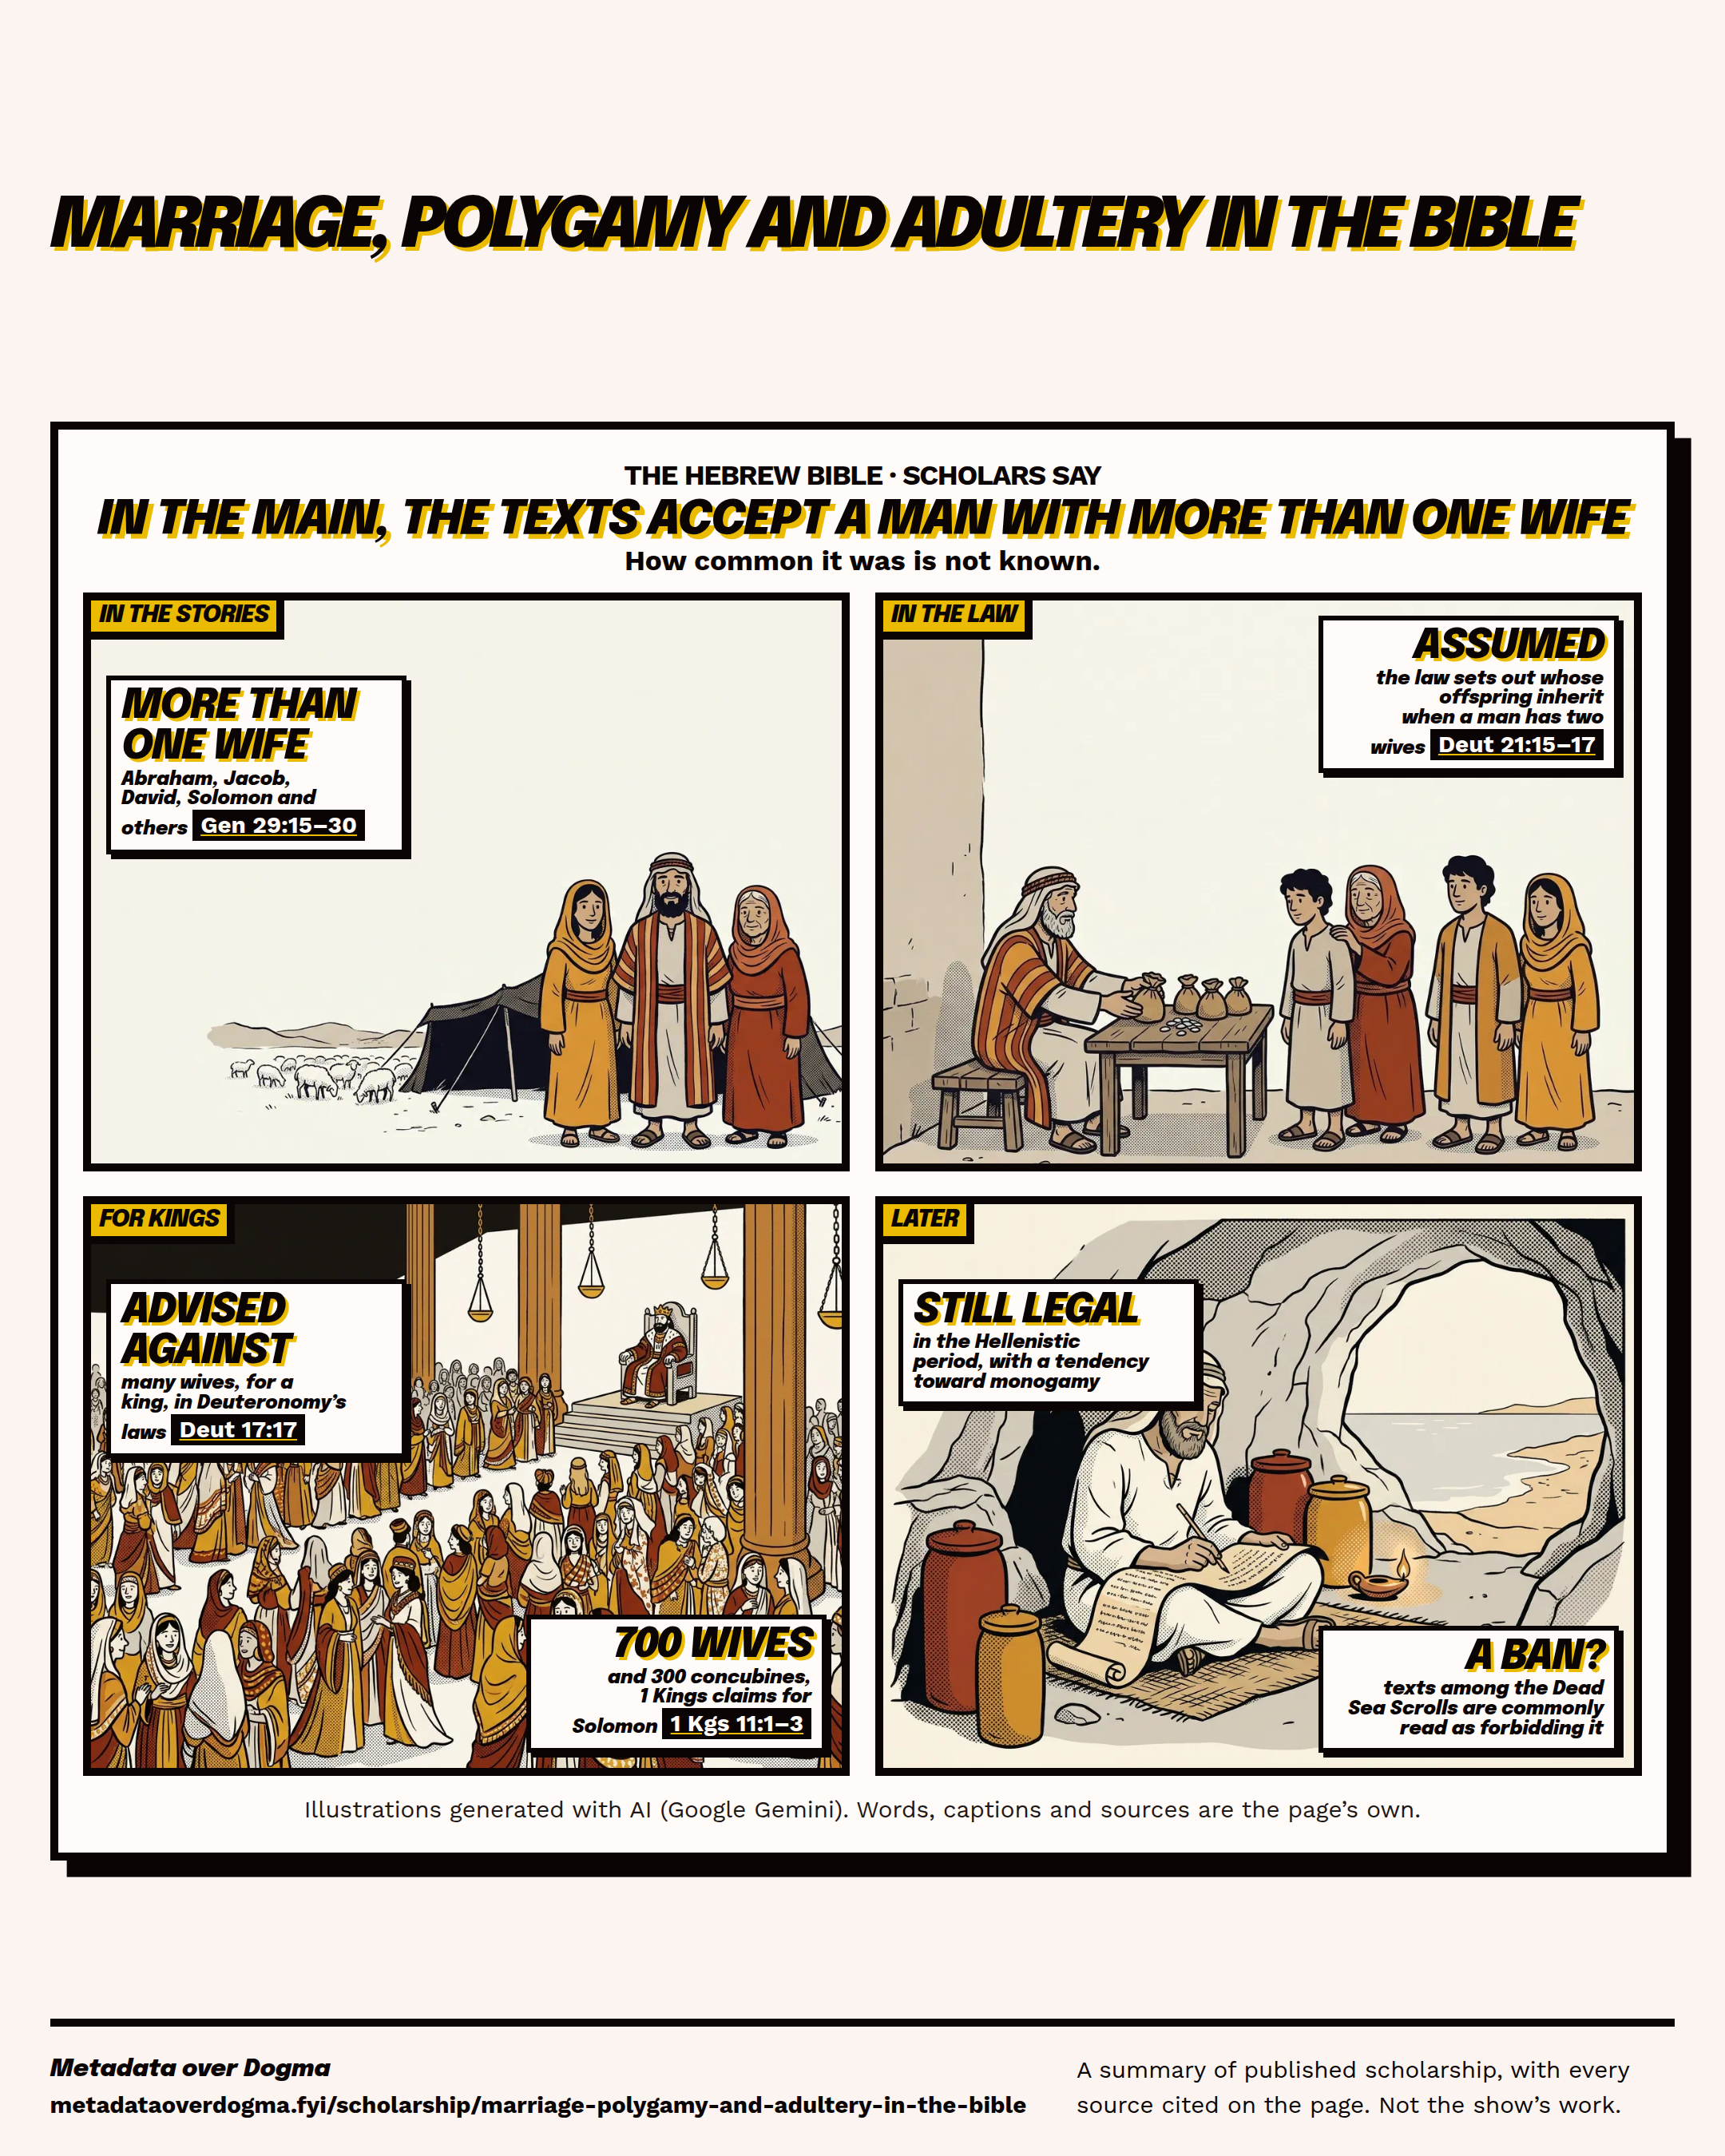 MARRIAGE, POLYGAMY AND ADULTERY IN THE BIBLE
THE HEBREW BIBLE · SCHOLARS SAY
IN THE MAIN, THE TEXTS ACCEPT A MAN WITH MORE THAN ONE WIFE
How common it was is not known.
IN THE STORIES
MORE THAN
ONE WIFE
Abraham, Jacob,
David, Solomon and
others Gen 29:15–30
IN THE LAW
ASSUMED
the law sets out whose
offspring inherit
when a man has two
wives Deut 21:15–17
FOR KINGS
ADVISED
AGAINST
many wives, for a
king, in Deuteronomy’s
laws Deut 17:17
700 WIVES
and 300 concubines,
1 Kings claims for
Solomon 1 Kgs 11:1–3
LATER
STILL LEGAL
in the Hellenistic
period, with a tendency
toward monogamy
A BAN?
texts among the Dead
Sea Scrolls are commonly
read as forbidding it
Illustrations generated with AI (Google Gemini). Words, captions and sources are the page’s own.
Metadata over Dogma
metadataoverdogma.fyi/scholarship/marriage-polygamy-and-adultery-in-the-bible
A summary of published scholarship, with every
source cited on the page. Not the show’s work.